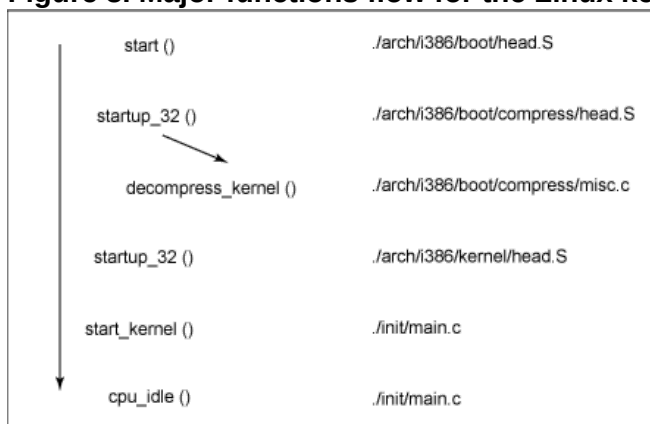 start () ./arch/i386/boot/head.S
startup_32 () ./arch/i386/boot/compress/head.S
decompress_kernel () ./arch/i386/boot/compress/misc.c
startup_32 () ./arch/i386/kernel/head.S
start_kernel () ./init/main.c
cpu_idle () ./init/main.c